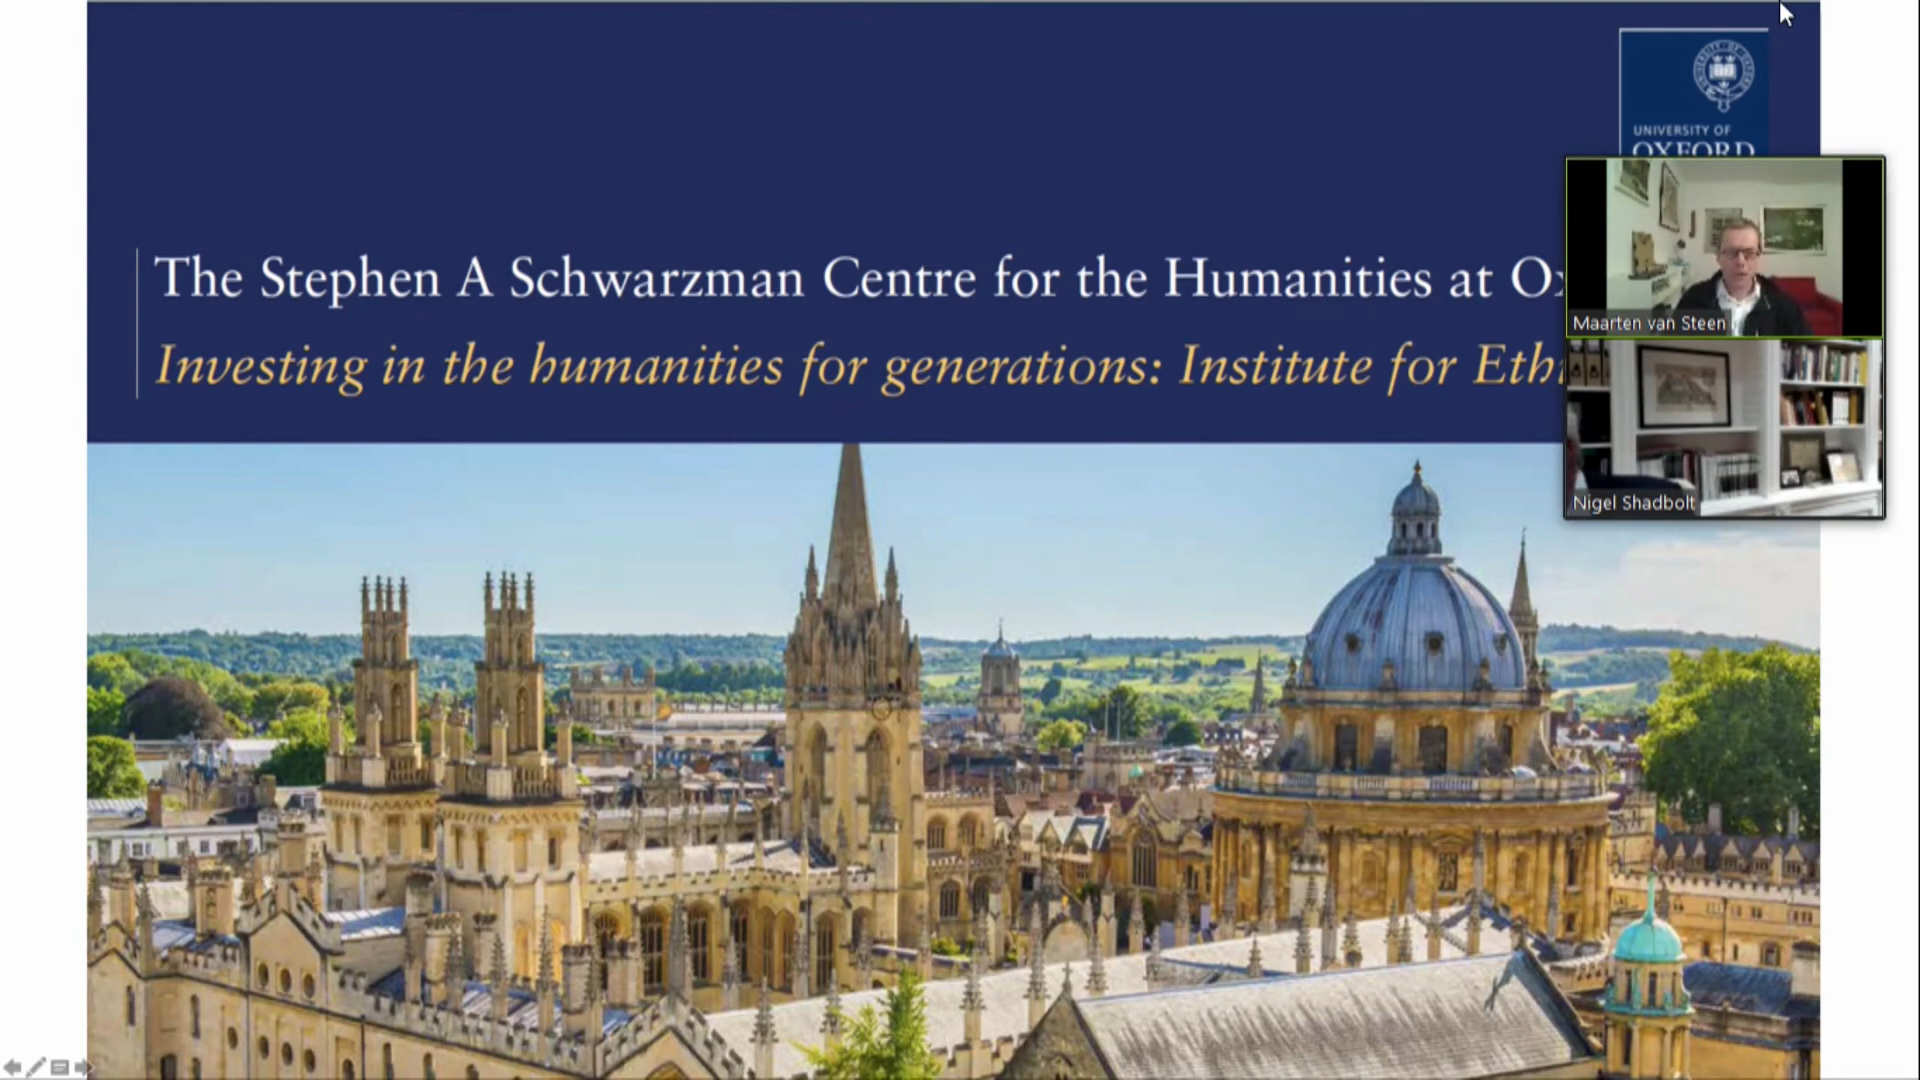 UNIVERSITY OF
OXFORD
The Stephen A Schwarzman Centre for the Humanities at
Investing in the humanities for generations: Institute for
Maarten van Steen
Nigel Shadbolt